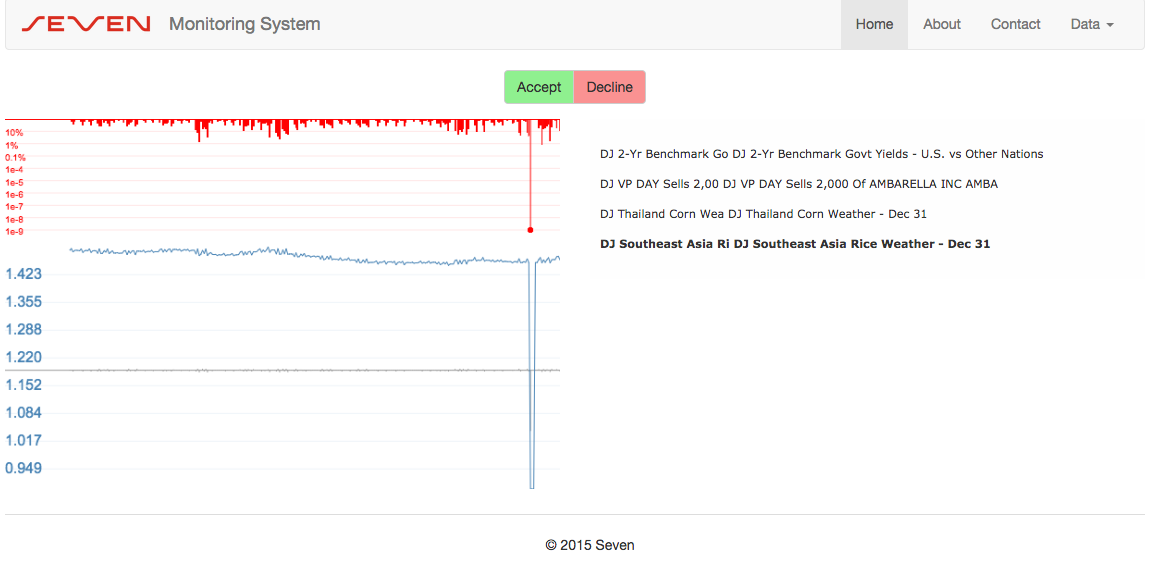 SEVEN Monitoring System Home About Contact Data
Accept Decline
10%
1%
0.1%
1e-4
1e-5
1e-6
1e-7
1e-8
1e-9
1.423
1.355
1.288
1.220
1.152
1.084
1.017
0.949
DJ 2-Yr Benchmark Go DJ 2-Yr Benchmark Govt Yields - U.S. vs Other Nations
DJ VP DAY Sells 2,00 DJ VP DAY Sells 2,000 Of AMBARELLA INC AMBA
DJ Thailand Corn Wea DJ Thailand Corn Weather - Dec 31
DJ Southeast Asia Ri DJ Southeast Asia Rice Weather - Dec 31
© 2015 Seven